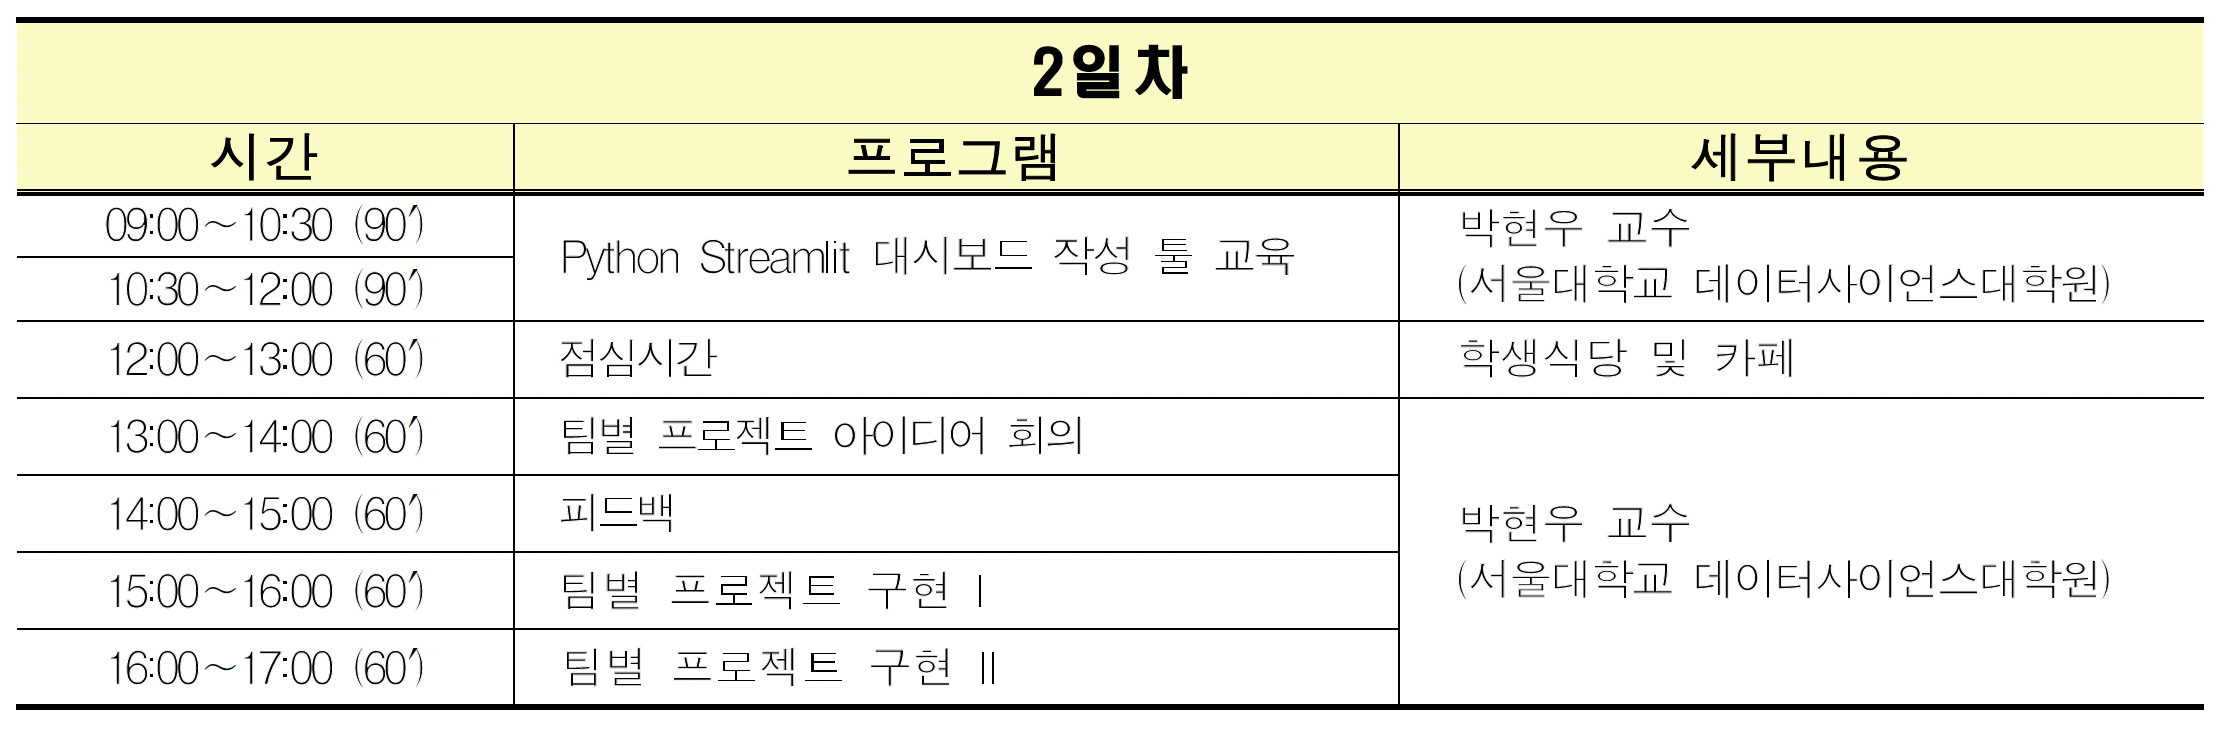 2일차
시간 프로그램 세부내용
09:00～10:30 (90′)
10:30～12:00 (90′)
Python Streamlit 대시보드 작성 툴 교육
박현우 교수
(서울대학교 데이터사이언스대학원)
12:00～13:00 (60′) 점심시간 학생식당 및 카페
13:00～14:00 (60′) 팀별 프로젝트 아이디어 회의
14:00～15:00 (60′) 피드백
15:00～16:00 (60′) 팀별 프로젝트 구현 Ⅰ
16:00～17:00 (60′) 팀별 프로젝트 구현 Ⅱ
박현우 교수
(서울대학교 데이터사이언스대학원)